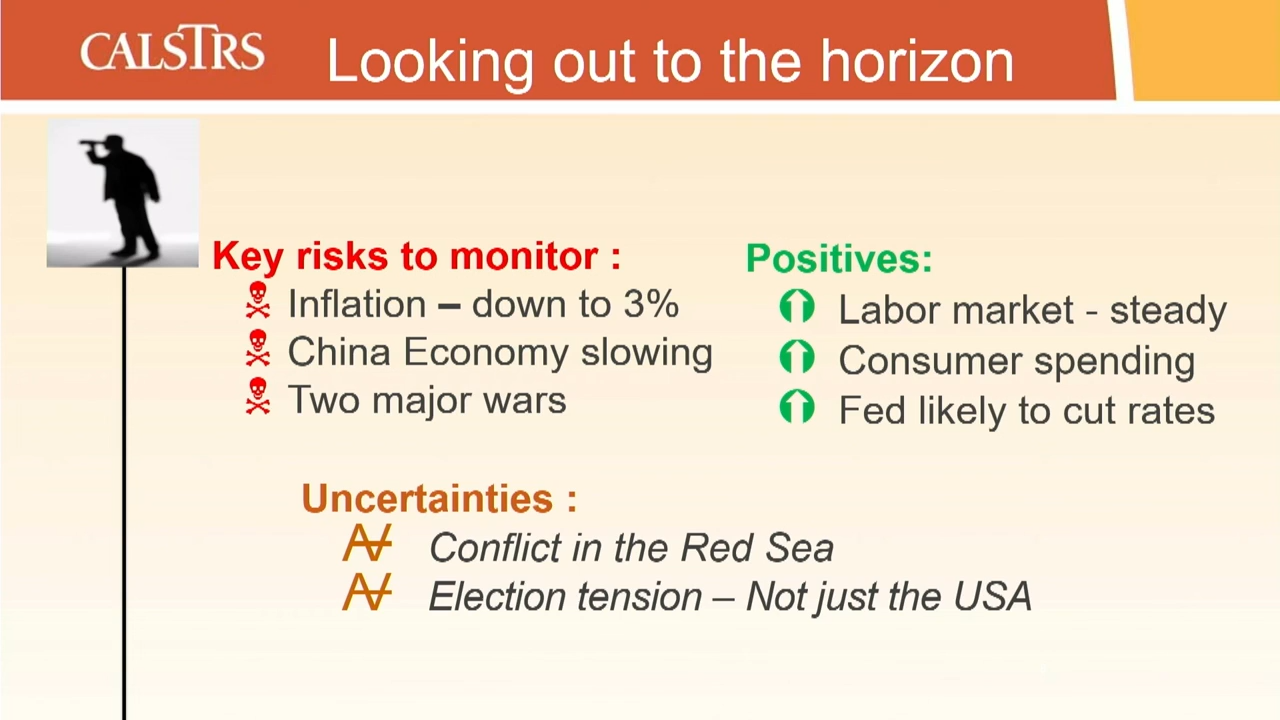 CALSTRS
Looking out to the horizon
Key risks to monitor :
Inflation – down to 3%
China Economy slowing
Two major wars
Positives:
Labor market - steady
Consumer spending
Fed likely to cut rates
Uncertainties :
Conflict in the Red Sea
Election tension – Not just the USA